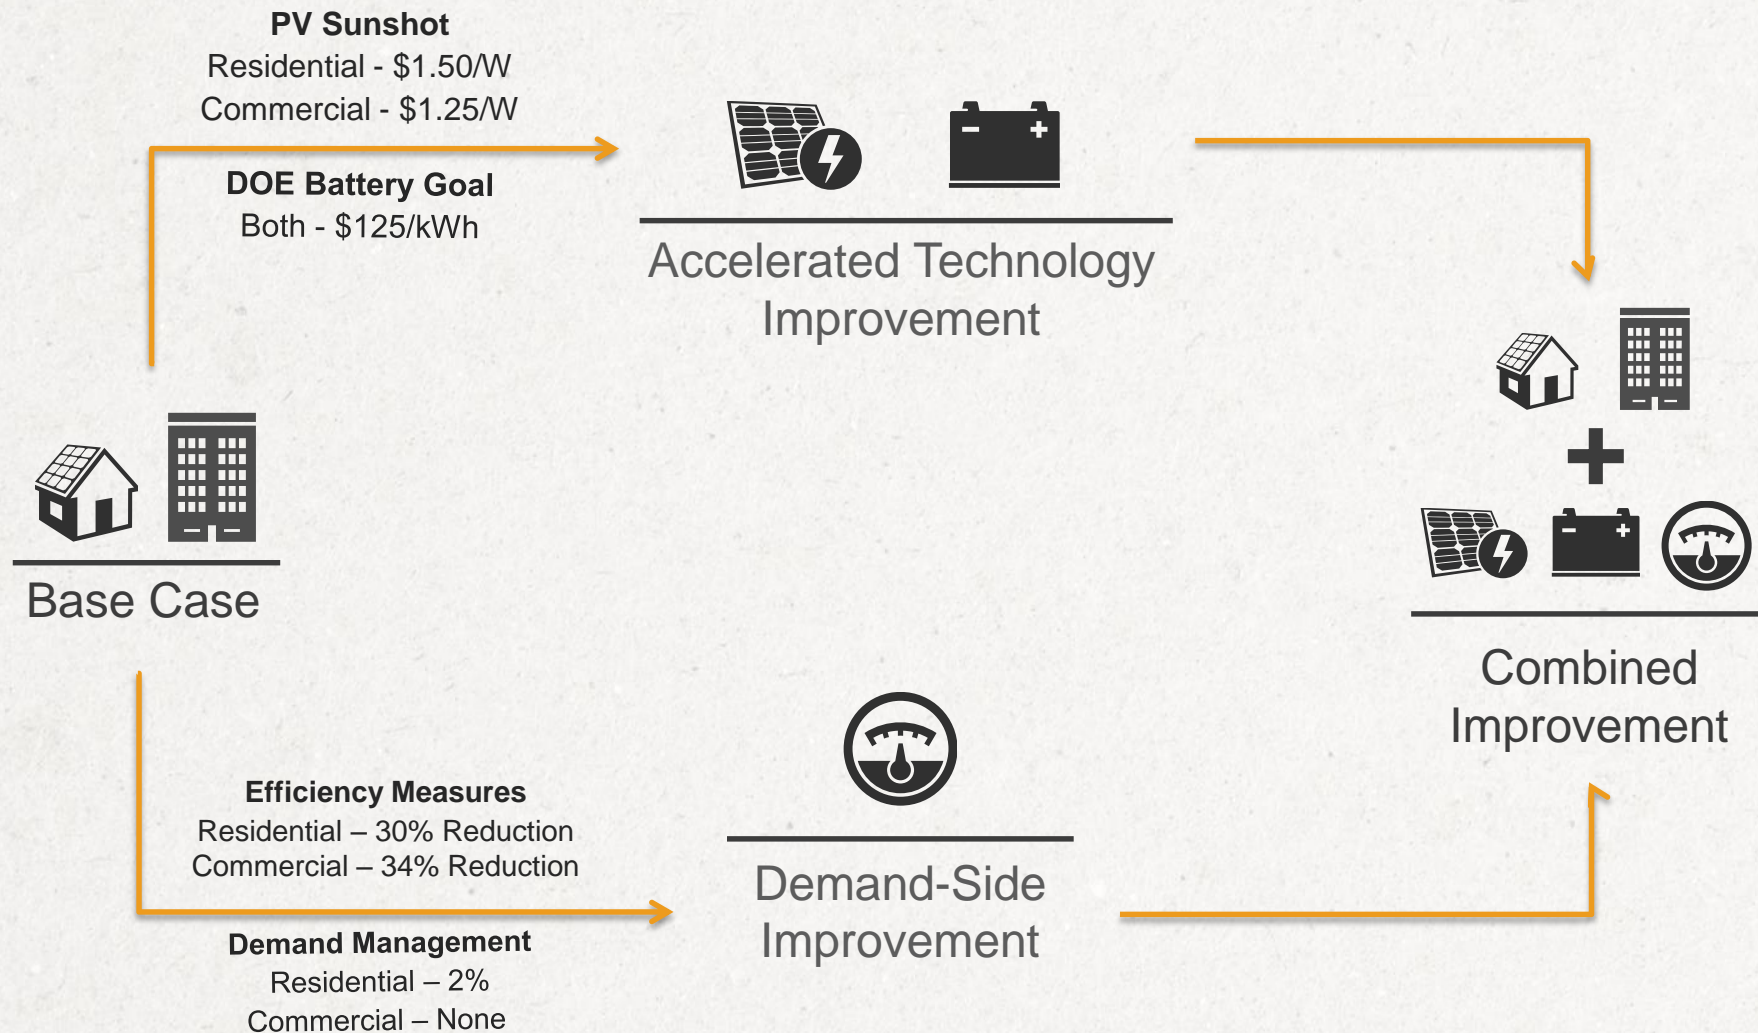 PV Sunshot
Residential - $1.50/W
Commercial - $1.25/W
DOE Battery Goal
Both - $125/kWh
Accelerated Technology
Improvement
Base Case
Combined
Improvement
Efficiency Measures
Residential – 30% Reduction
Commercial – 34% Reduction
Demand Management
Residential – 2%
Commercial – None
Demand-Side
Improvement